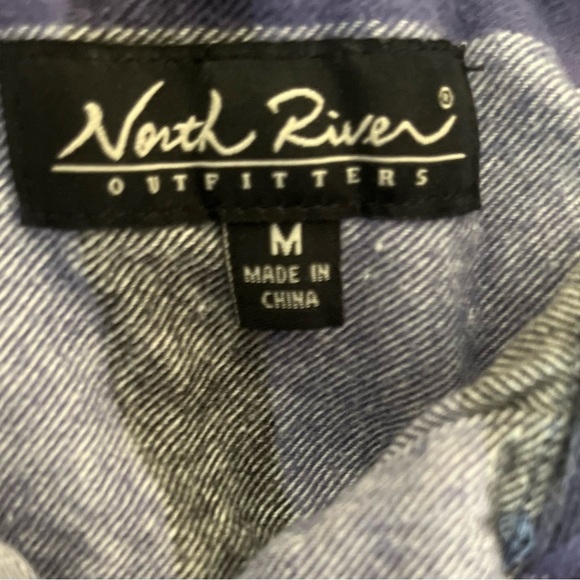 North River®
OUTFITTERS
M
MADE IN
CHINA